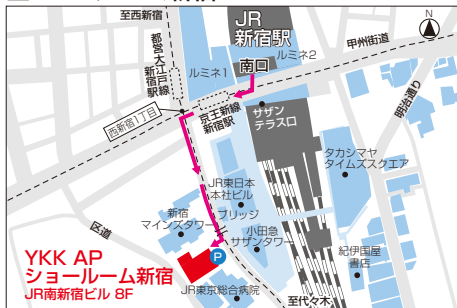 至西新宿
JR
新宿駅
南口
ルミネ1
ルミネ2
甲州街道
N
都営大江戸線
新宿駅
京王新線
新宿駅
西新宿1丁目
サザン
テラス口
明治通り
タカシマヤ
タイムズスクエア
JR東日本
本社ビル
新宿
マインズタワー
ブリッジ
小田急
サザンタワー
紀伊国屋
書店
区道
P
YKK AP
ショールーム新宿
JR南新宿ビル 8F
JR東京総合病院
至代々木